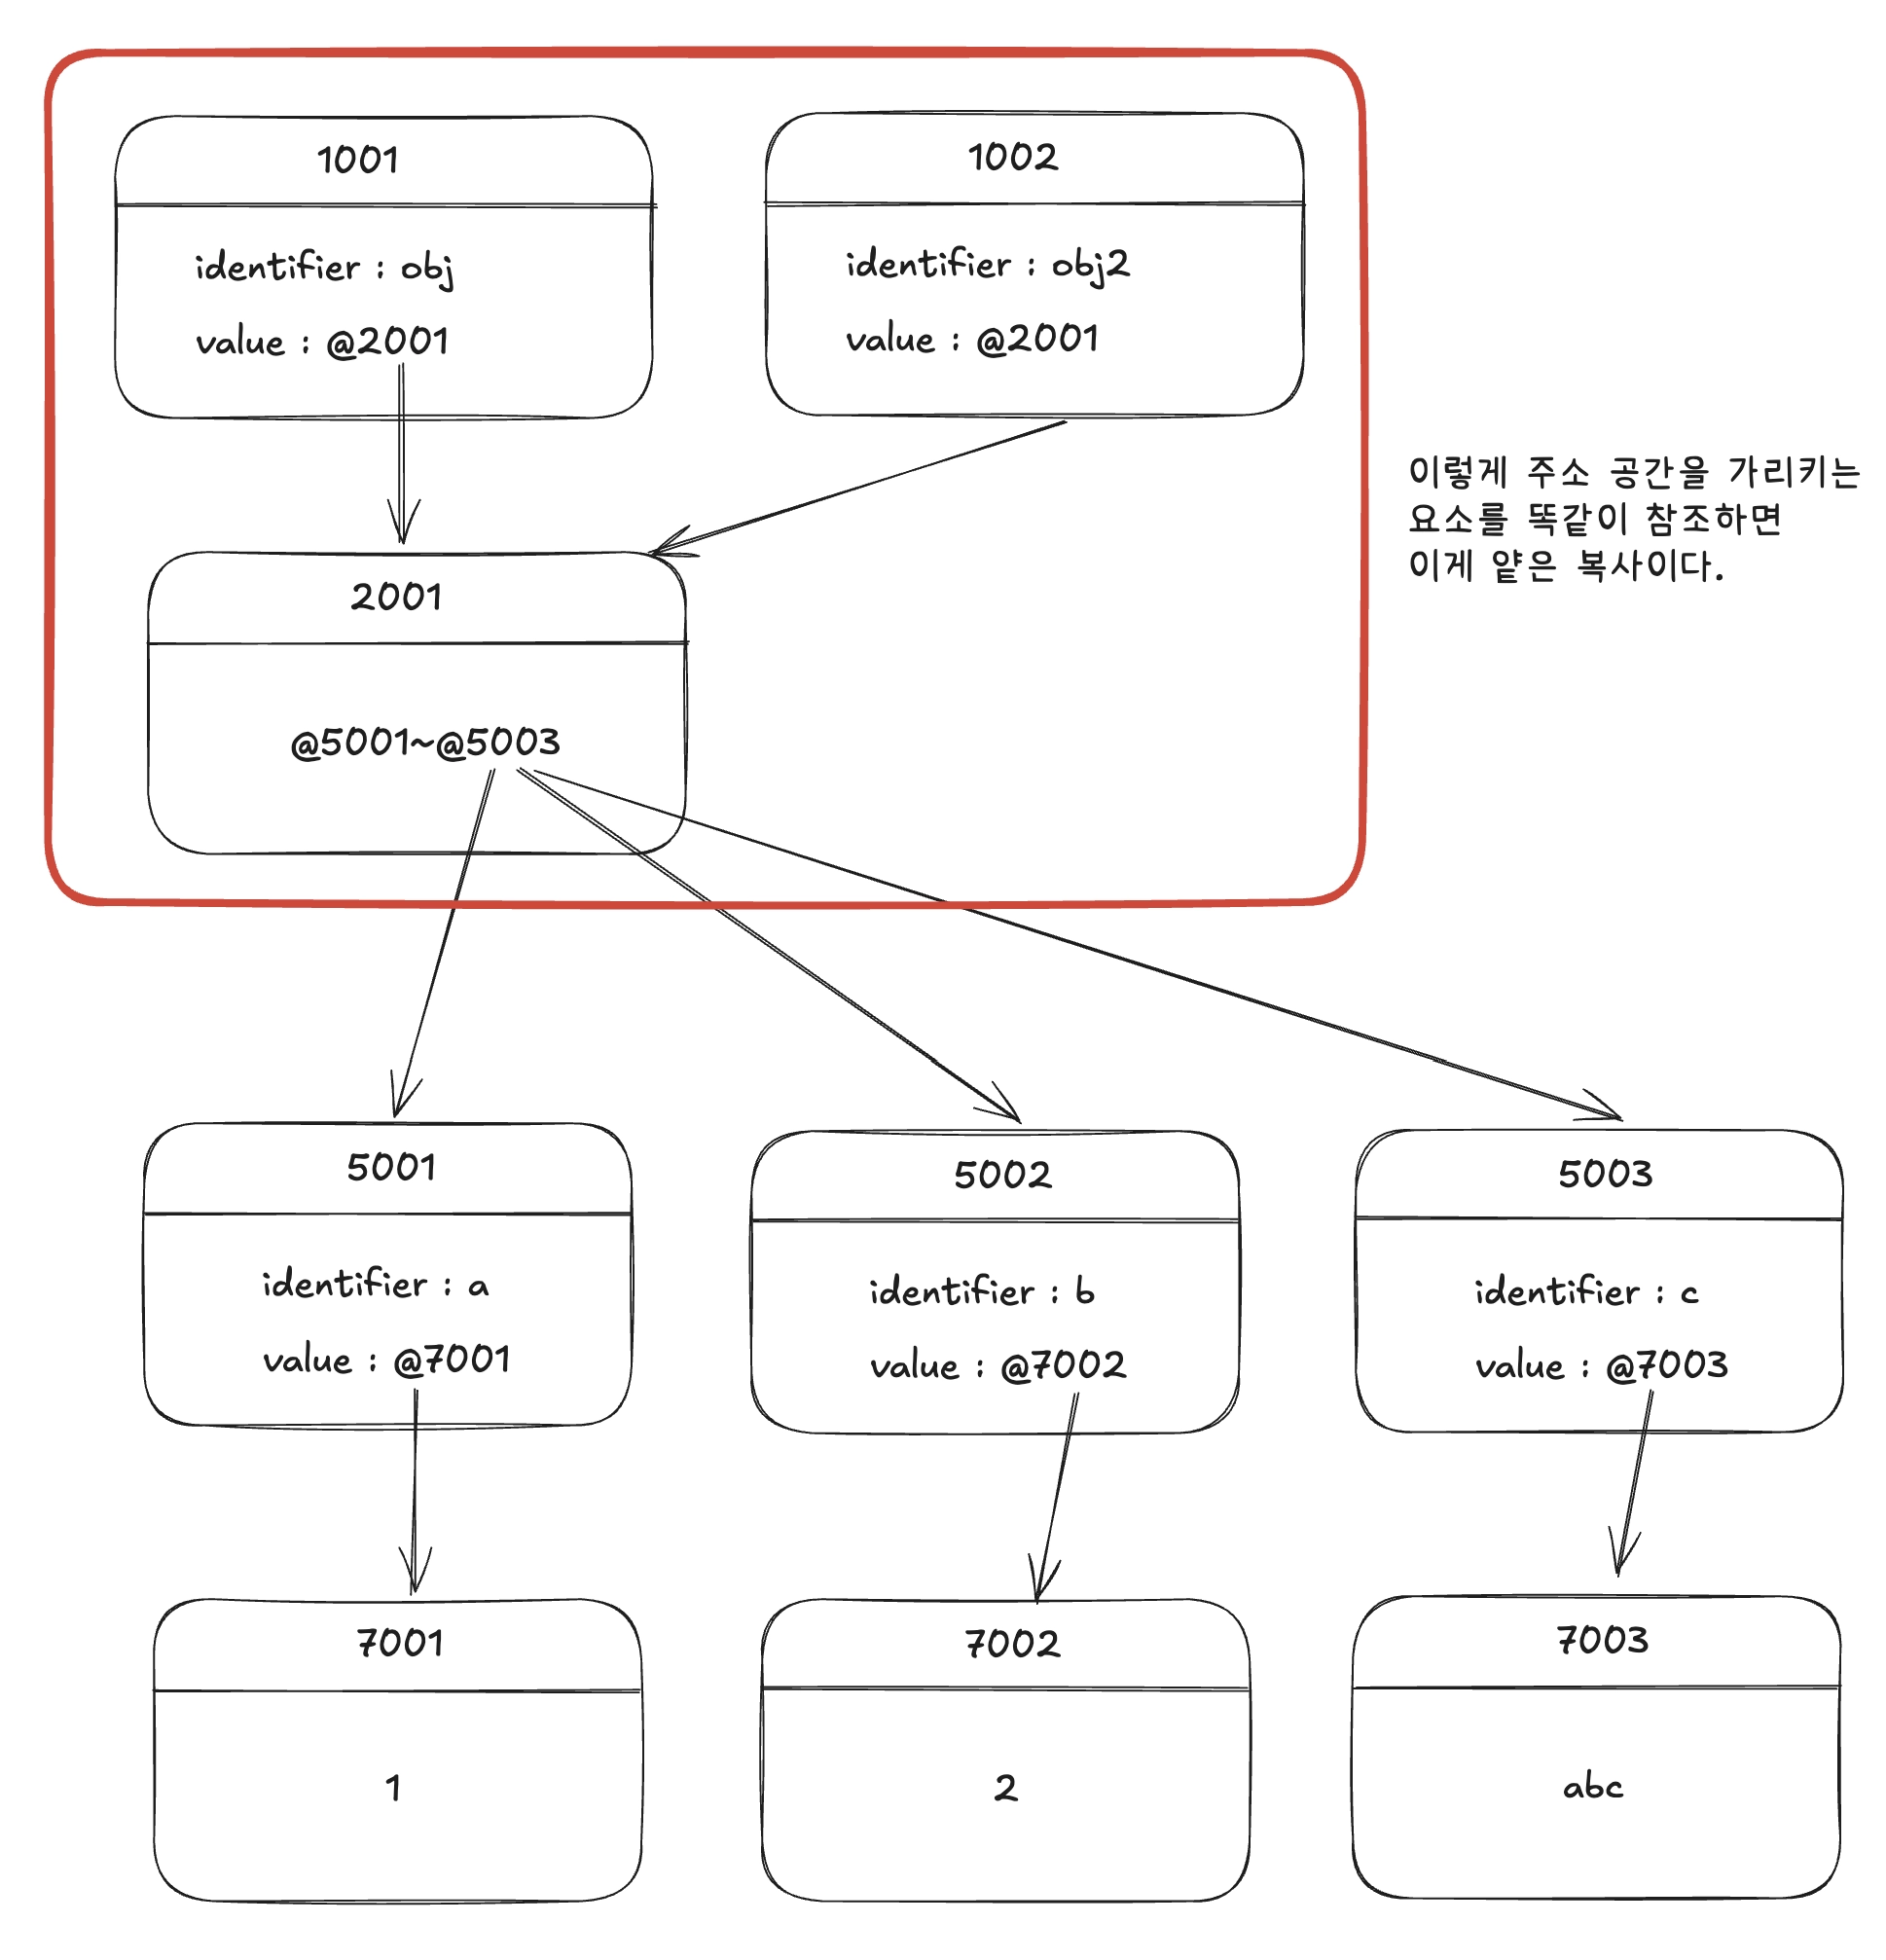 1001
identifier : obj
value : @2001
1002
identifier : obj2
value : @2001
이렇게 주소 공간을 가리키는
요소를 똑같이 참조하면
이게 얕은 복사이다.
2001
@5001~@5003
5001
identifier : a
value : @7001
5002
identifier : b
value : @7002
5003
identifier : c
value : @7003
7001
1
7002
2
7003
abc